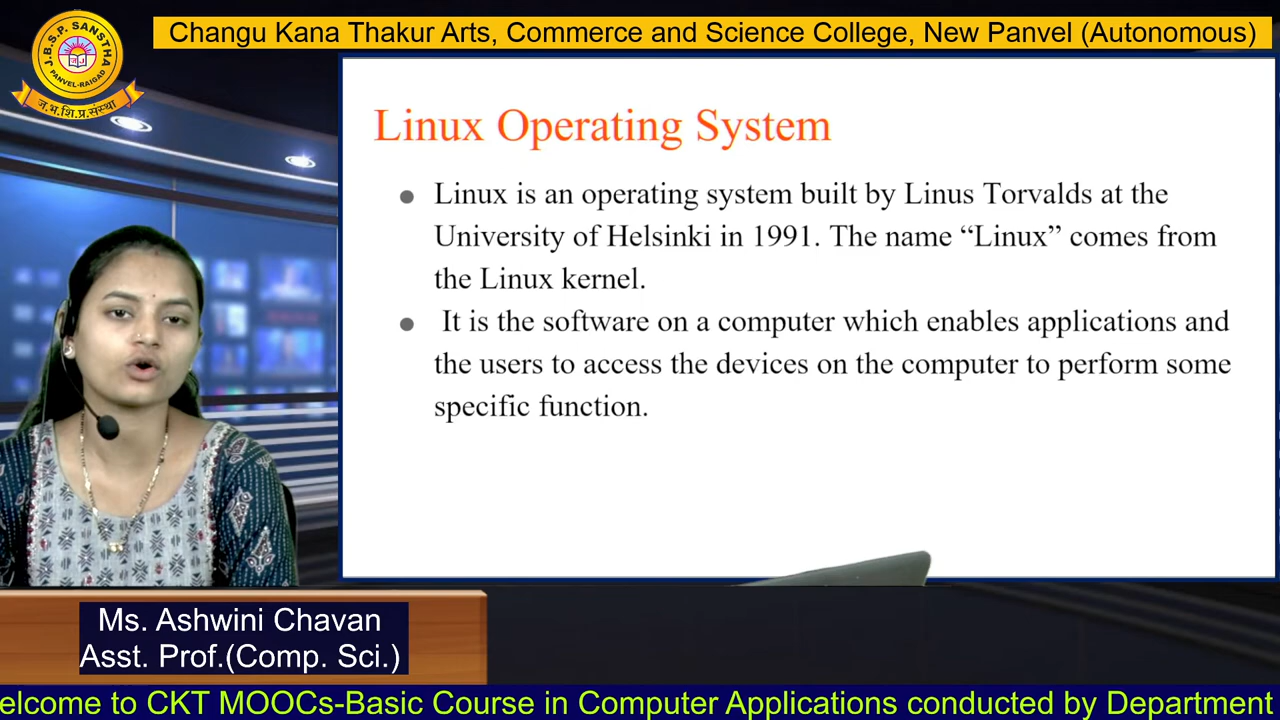 J.B.S.P. SANSTHA
PANVEL-RAIGAD
ज.भ.शि.प्र.संस्था
Changu Kana Thakur Arts, Commerce and Science College, New Panvel (Autonomous)
Linux Operating System
● Linux is an operating system built by Linus Torvalds at the
University of Helsinki in 1991. The name “Linux” comes from
the Linux kernel.
● It is the software on a computer which enables applications and
the users to access the devices on the computer to perform some
specific function.
Ms. Ashwini Chavan
Asst. Prof.(Comp. Sci.)
elcome to CKT MOOCs-Basic Course in Computer Applications conducted by Department